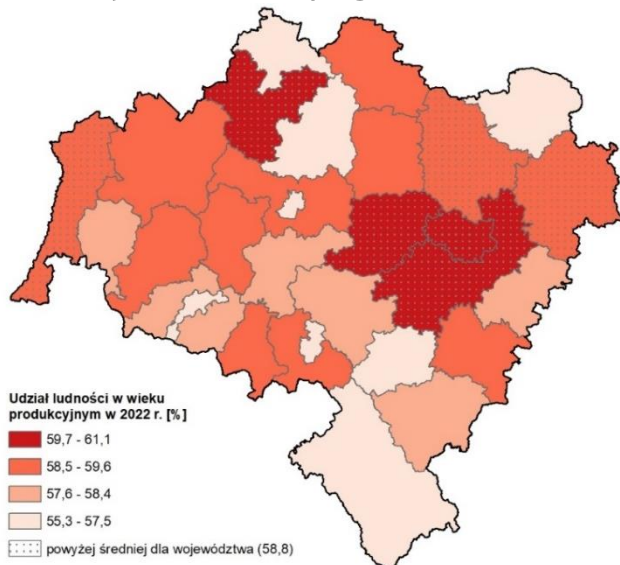 Udział ludności w wieku
produkcyjnym w 2022 r. [%]
59,7 - 61,1
58,5 - 59,6
57,6 - 58,4
55,3 - 57,5
powyżej średniej dla województwa (58,8)